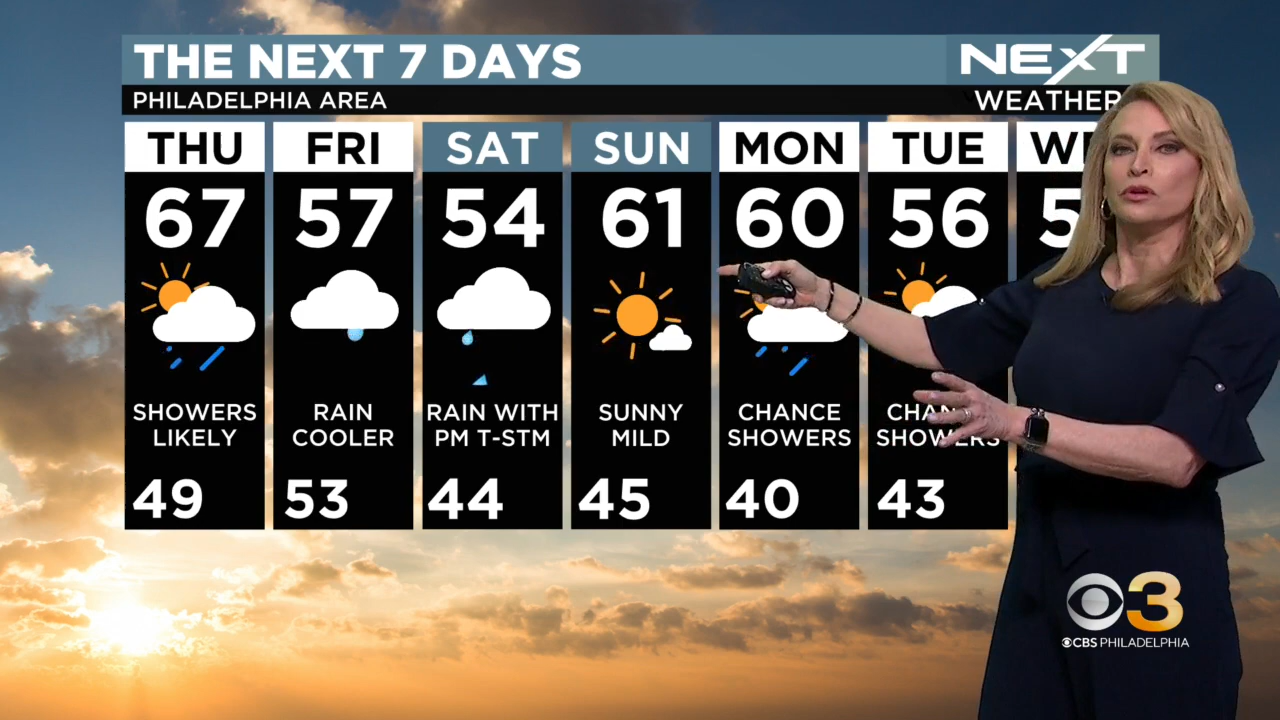 THE NEXT 7 DAYS
NEXT
PHILADELPHIA AREA
WEATHER
THU FRI SAT SUN MON TUE
67 57 54 61 60 56
SHOWERS LIKELY
RAIN COOLER
RAIN WITH PM T-STM
SUNNY MILD
CHANCE SHOWERS
SHOWERS
49 53 44 45 40 43
3
CBS PHILADELPHIA